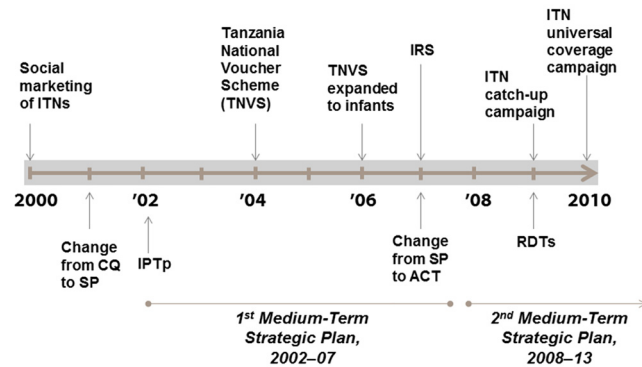 Social
marketing
of ITNs
Tanzania
National
Voucher
Scheme
(TNVS)
TNVS
expanded
to infants
IRS
ITN
catch-up
campaign
ITN
universal
coverage
campaign
2000 '02 '04 '06 '08 2010
Change
from CQ
to SP
IPTp
Change
from SP
to ACT
RDTs
1st Medium-Term
Strategic Plan,
2002–07
2nd Medium-Term
Strategic Plan,
2008–13